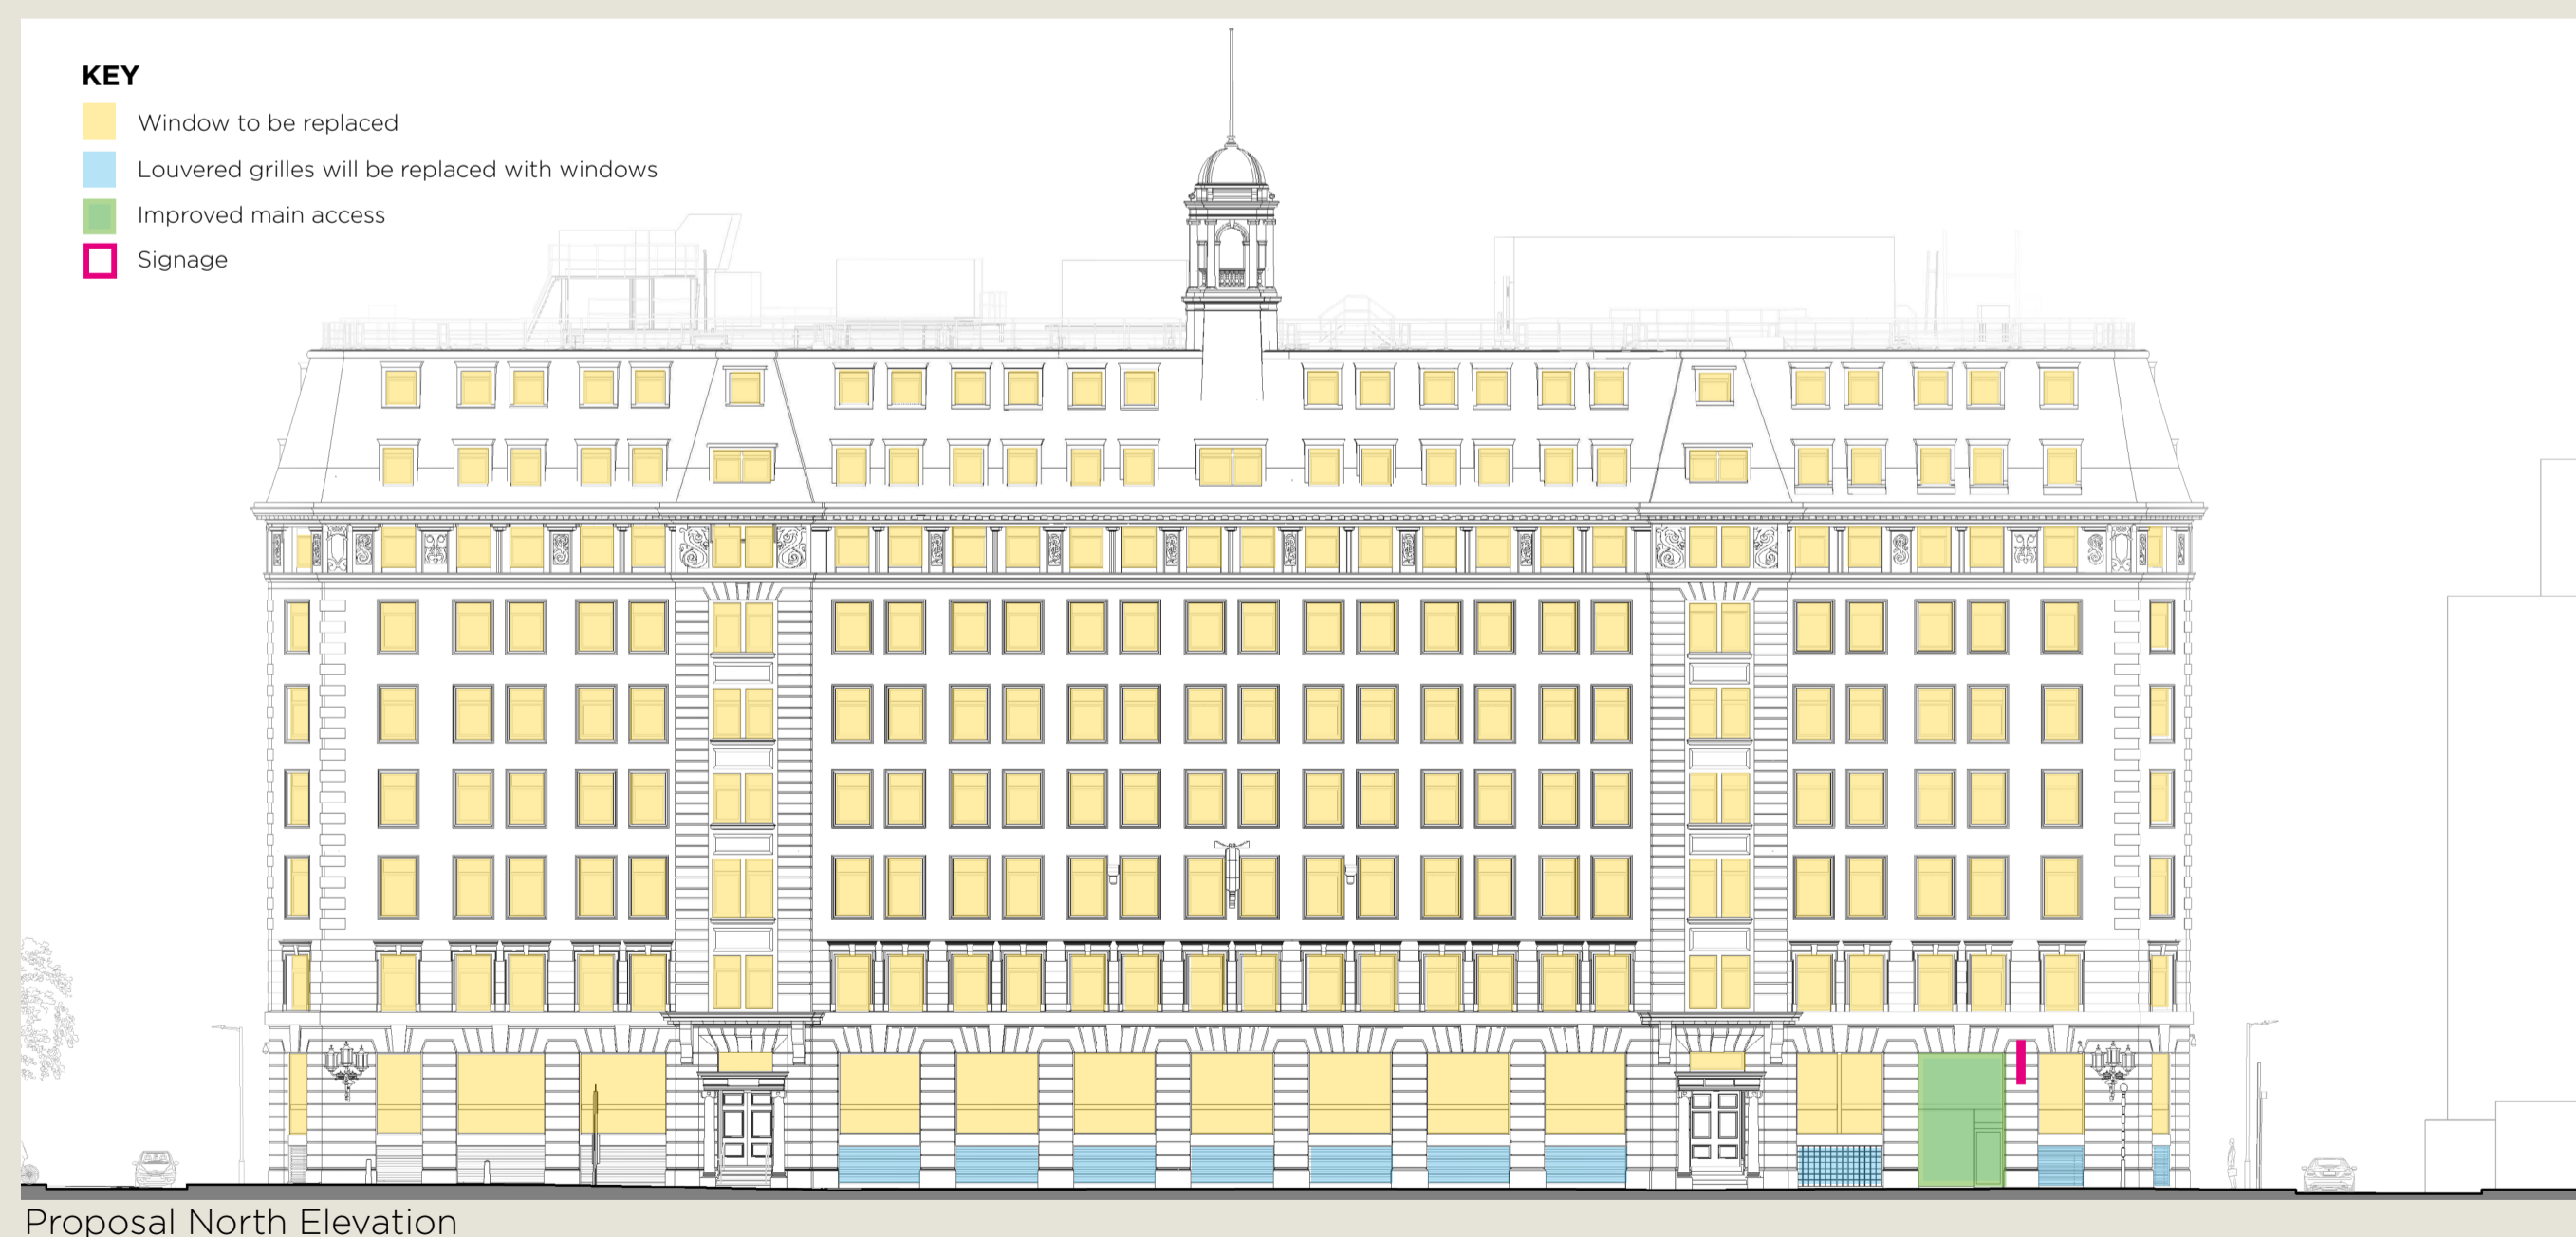 KEY
Window to be replaced
Louvered grilles will be replaced with windows
Improved main access
Signage
Proposal North Elevation